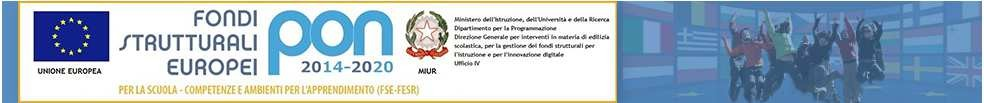 FONDI
STRUTTURALI
EUROPEI
pon
2014-2020
UNIONE EUROPEA
MIUR
Ministero dell'Istruzione, dell'Università e della Ricerca
Dipartimento per la Programmazione
Direzione Generale per interventi in materia di edilizia
scolastica, per la gestione dei fondi strutturali per
l'istruzione e per l'innovazione digitale
Ufficio IV
PER LA SCUOLA - COMPETENZE E AMBIENTI PER L'APPRENDIMENTO (FSE-FESR)